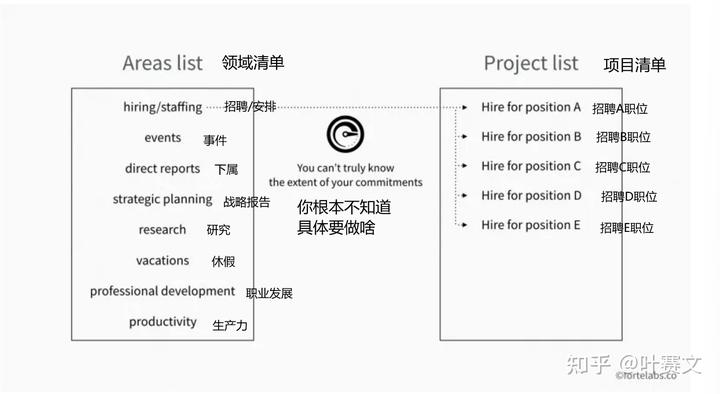 Areas list 领域清单
hiring/staffing 招聘/安排
events 事件
direct reports 下属
strategic planning 战略报告
research 研究
vacations 休假
professional development 职业发展
productivity 生产力
You can't truly know
the extent of your commitments
你根本不知道
具体要做啥
Project list 项目清单
Hire for position A 招聘A职位
Hire for position B 招聘B职位
Hire for position C 招聘C职位
Hire for position D 招聘D职位
Hire for position E 招聘E职位
知乎 @叶赛文
©fortelabs.co